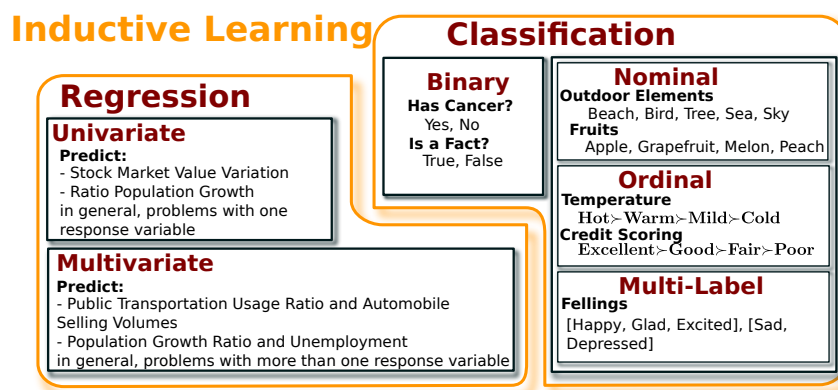 Inductive Learning
Regression
Univariate
Predict:
- Stock Market Value Variation
- Ratio Population Growth
in general, problems with one
response variable
Multivariate
Predict:
- Public Transportation Usage Ratio and Automobile
Selling Volumes
- Population Growth Ratio and Unemployment
in general, problems with more than one response variable
Classification
Binary
Has Cancer?
Yes, No
Is a Fact?
True, False
Nominal
Outdoor Elements
Beach, Bird, Tree, Sea, Sky
Fruits
Apple, Grapefruit, Melon, Peach
Ordinal
Temperature
Hot≻Warm≻Mild≻Cold
Credit Scoring
Excellent≻Good≻Fair≻Poor
Multi-Label
Fellings
[Happy, Glad, Excited], [Sad,
Depressed]